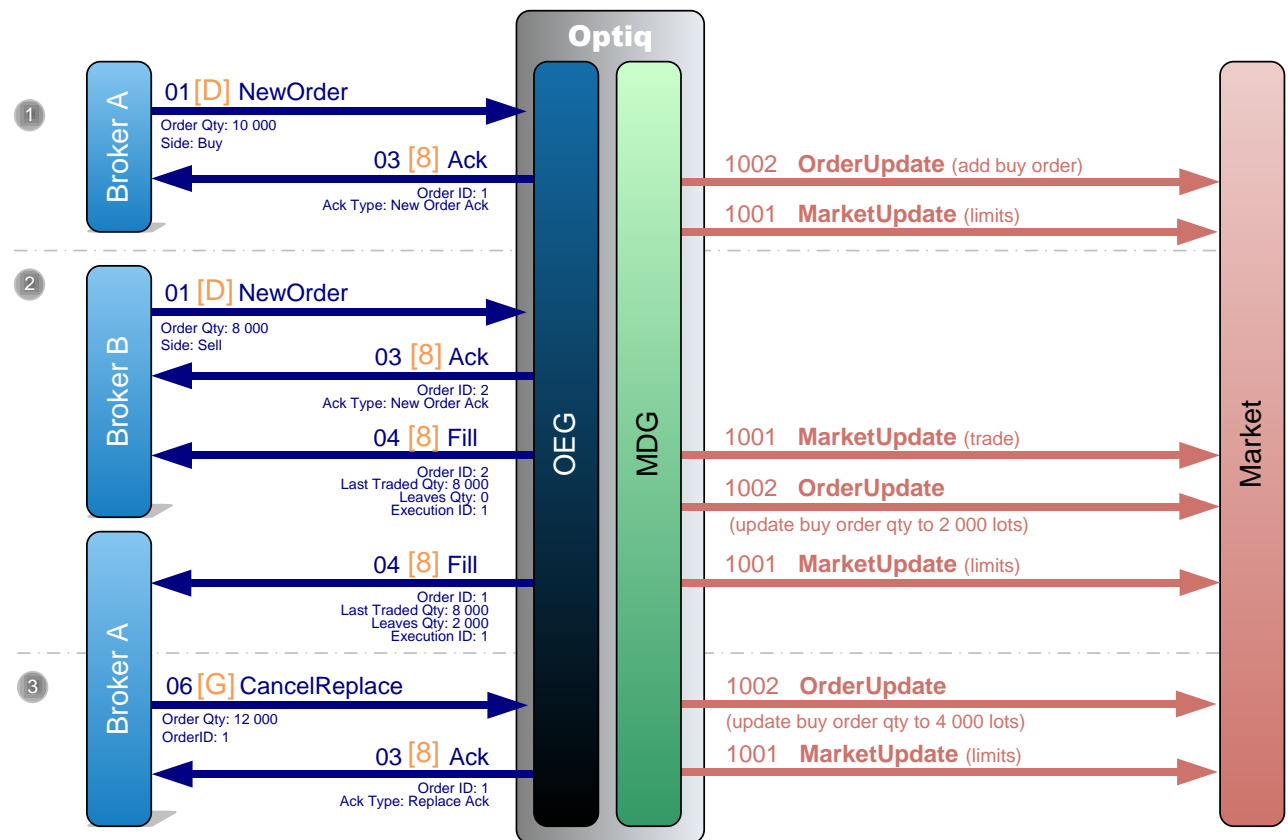 Optiq
1
Broker A
01 [D] NewOrder
Order Qty: 10 000
Side: Buy
03 [8] Ack
Order ID: 1
Ack Type: New Order Ack
1002 OrderUpdate (add buy order)
1001 MarketUpdate (limits)
2
Broker B
01 [D] NewOrder
Order Qty: 8 000
Side: Sell
03 [8] Ack
Order ID: 2
Ack Type: New Order Ack
04 [8] Fill
Order ID: 2
Last Traded Qty: 8 000
Leaves Qty: 0
Execution ID: 1
OEG
MDG
Market
1001 MarketUpdate (trade)
1002 OrderUpdate
(update buy order qty to 2 000 lots)
Broker A
04 [8] Fill
Order ID: 1
Last Traded Qty: 8 000
Leaves Qty: 2 000
Execution ID: 1
1001 MarketUpdate (limits)
3
06 [G] CancelReplace
Order Qty: 12 000
OrderID: 1
03 [8] Ack
Order ID: 1
Ack Type: Replace Ack
1002 OrderUpdate
(update buy order qty to 4 000 lots)
1001 MarketUpdate (limits)